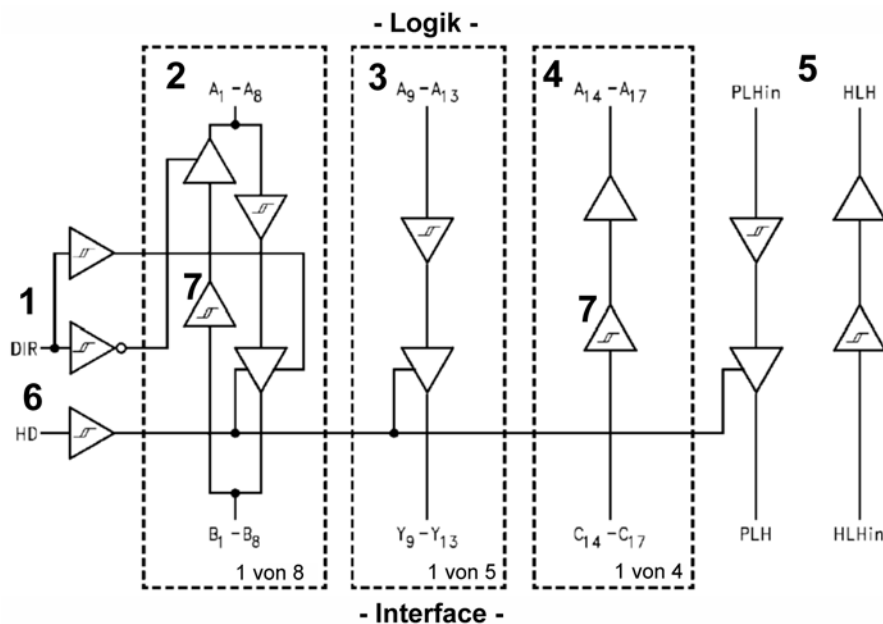 - Logik -
2
3
4
5
A₁ – A₈
A₉ – A₁₃
A₁₄ – A₁₇
PLHin
HLH
7
1
7
DIR
6
HD
B₁ – B₈
Y₉ – Y₁₃
C₁₄ – C₁₇
PLH
HLHin
1 von 8
1 von 5
1 von 4
- Interface -